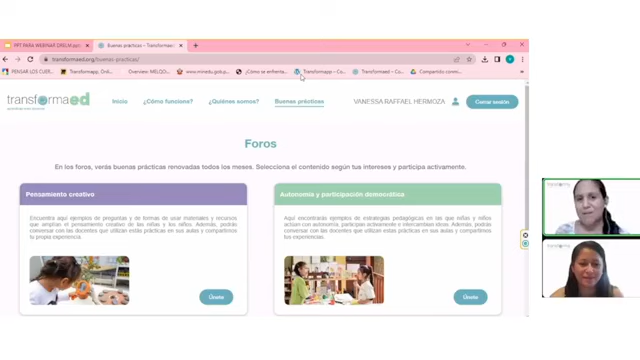 PPT PARA WEBINAR DRELM.pptx
Buenas prácticas – Transformaed
transformaed.org/buenas-practicas/
PENSAR LOS CUER...
Transformapp, Onli...
Curso online "MELOD...
www.minedu.gob.p...
¿Cómo se enfrenta...
Transformapp – Co...
Transformaed – Co...
Compartido conmi...
transformaed
Inicio
¿Cómo funciona?
¿Quiénes somos?
Buenas prácticas
VANESSA RAFFAEL HERMOZA
Cerrar sesión
Foros
En los foros, verás buenas prácticas renovadas todos los meses. Selecciona el contenido según tus intereses y participa activamente.
Pensamiento creativo
Encuentra aquí ejemplos de preguntas y de formas de usar materiales y recursos
que amplían el pensamiento creativo de las niñas y los niños. Además, podrás
conversar con las docentes que utilizan estas prácticas en sus aulas y compartirnos
tu propia experiencia.
Únete
Autonomía y participación democrática
Aquí encontrarás ejemplos de estrategias pedagógicas en las que niñas y niños
actúan con autonomía, participan activamente e intercambian ideas. Además, podrás
conversar con las docentes que utilizan estas prácticas en sus aulas y compartirnos
tus experiencias.
Únete